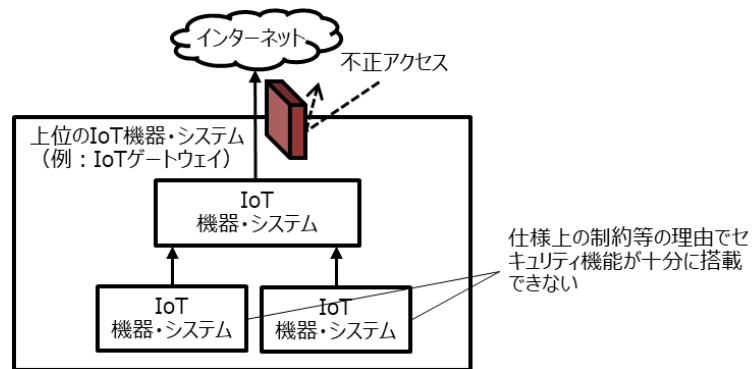 インターネット
不正アクセス
上位のIoT機器・システム
（例：IoTゲートウェイ）
IoT
機器・システム
仕様上の制約等の理由でセ
キュリティ機能が十分に搭載
できない
IoT
機器・システム
IoT
機器・システム